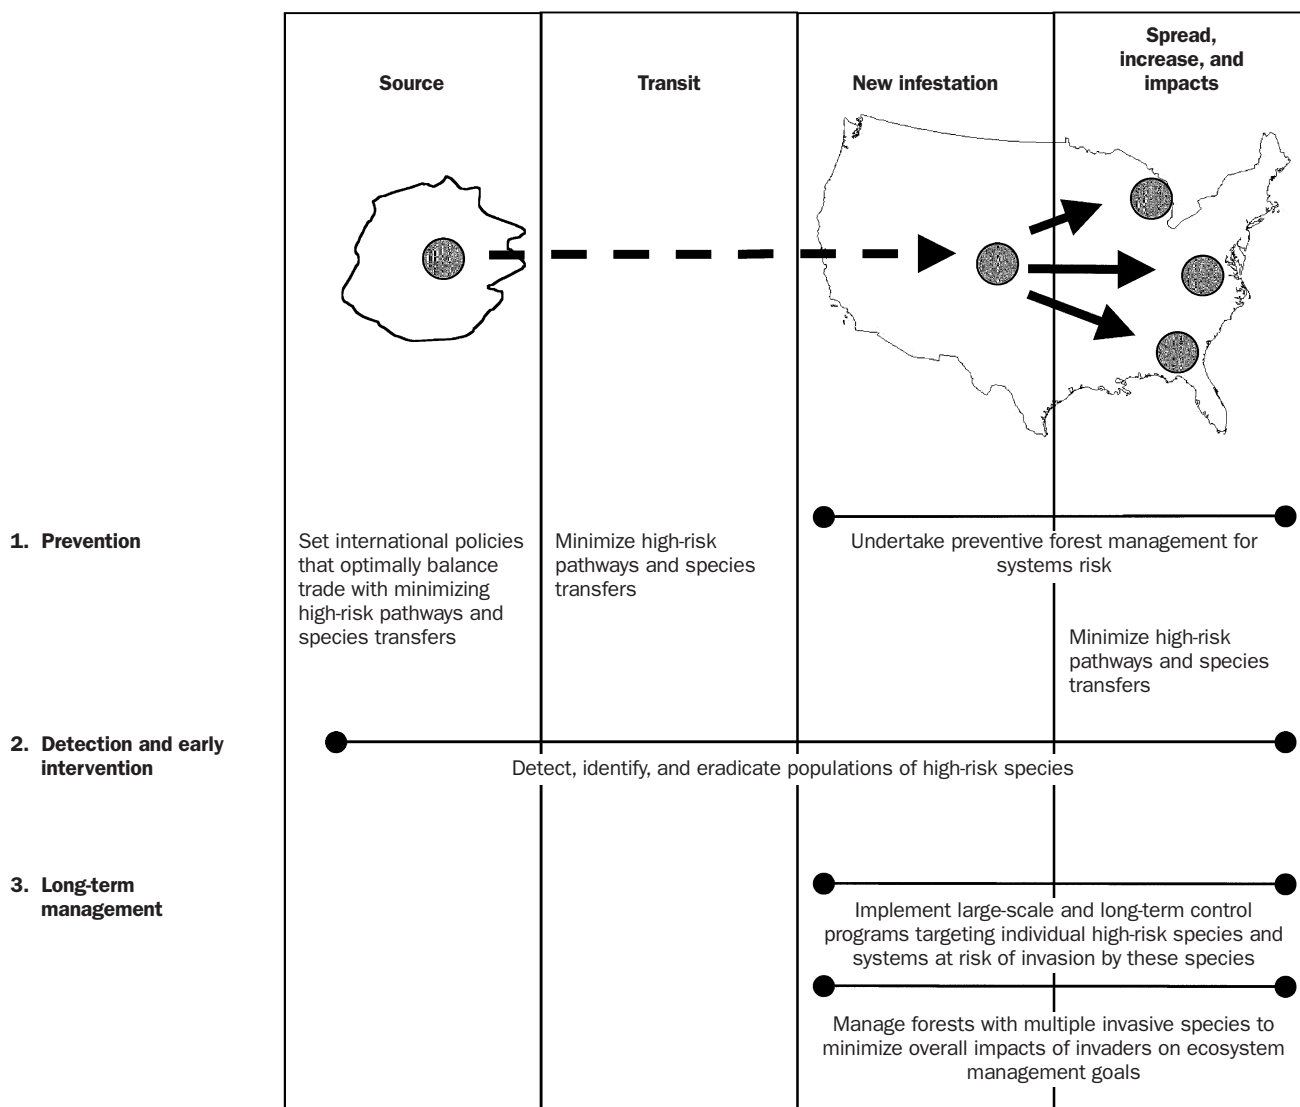 Source
Transit
New infestation
Spread,
increase, and
impacts
1. Prevention
Set international policies
that optimally balance
trade with minimizing
high-risk pathways and
species transfers
Minimize high-risk
pathways and species
transfers
Undertake preventive forest management for
systems risk
Minimize high-risk
pathways and species
transfers
2. Detection and early
intervention
Detect, identify, and eradicate populations of high-risk species
3. Long-term
management
Implement large-scale and long-term control
programs targeting individual high-risk species and
systems at risk of invasion by these species
Manage forests with multiple invasive species to
minimize overall impacts of invaders on ecosystem
management goals